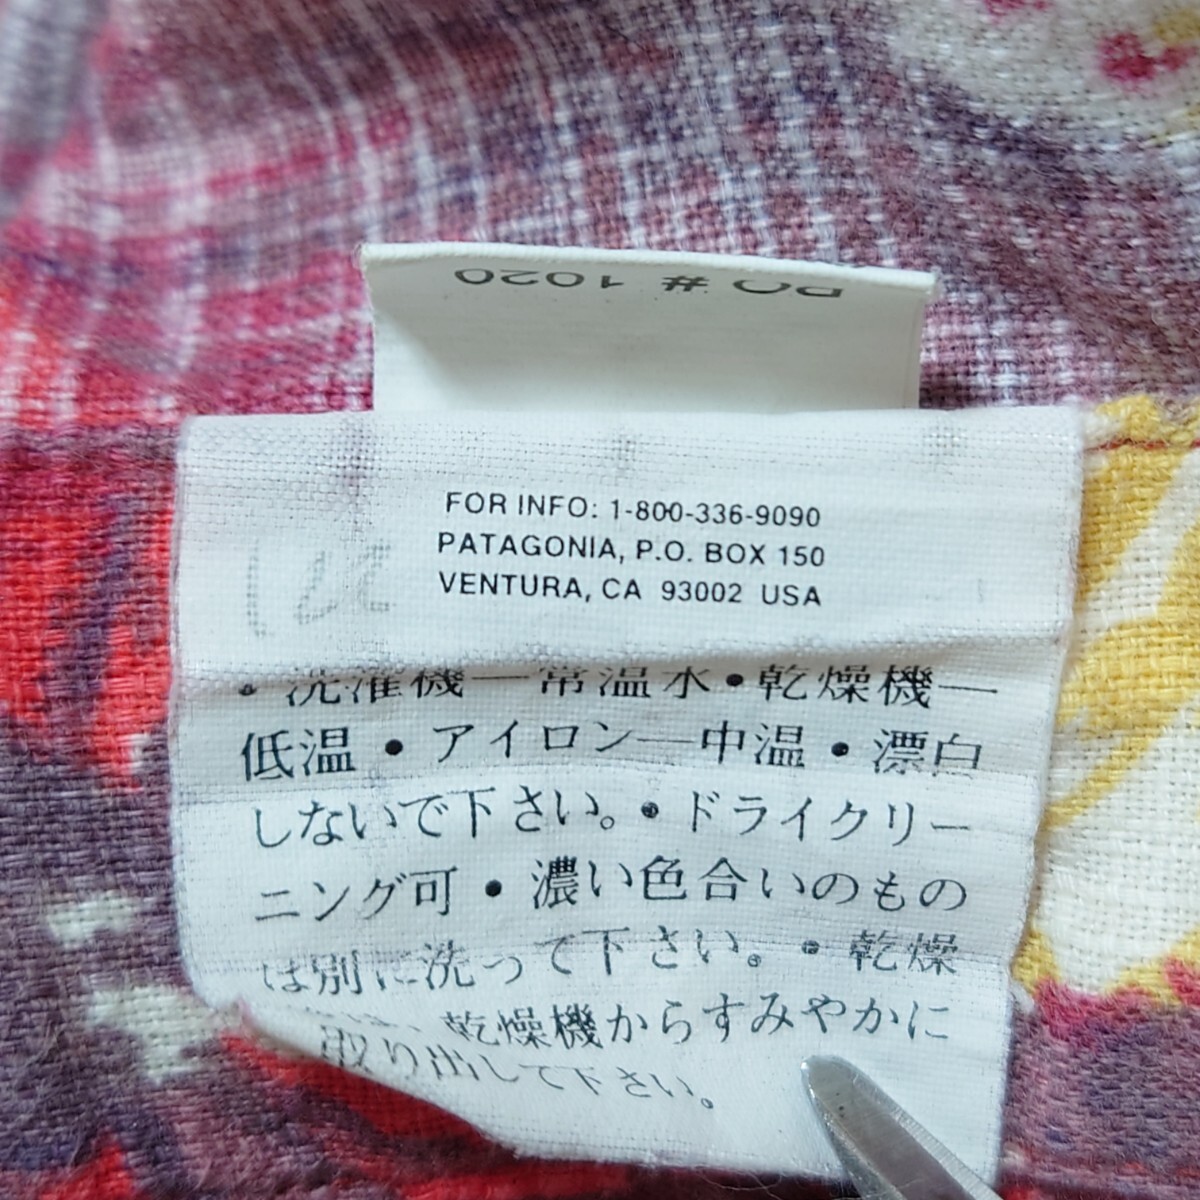 PO # 1020
FOR INFO: 1-800-336-9090
PATAGONIA, P.O. BOX 150
VENTURA, CA 93002 USA
・洗濯機—常温水・乾燥機—
低温・アイロン—中温・漂白
しないで下さい。・ドライクリー
ニング可・濃い色合いのもの
は別に洗って下さい。・乾燥
乾燥機からすみやかに
取り出して下さい。